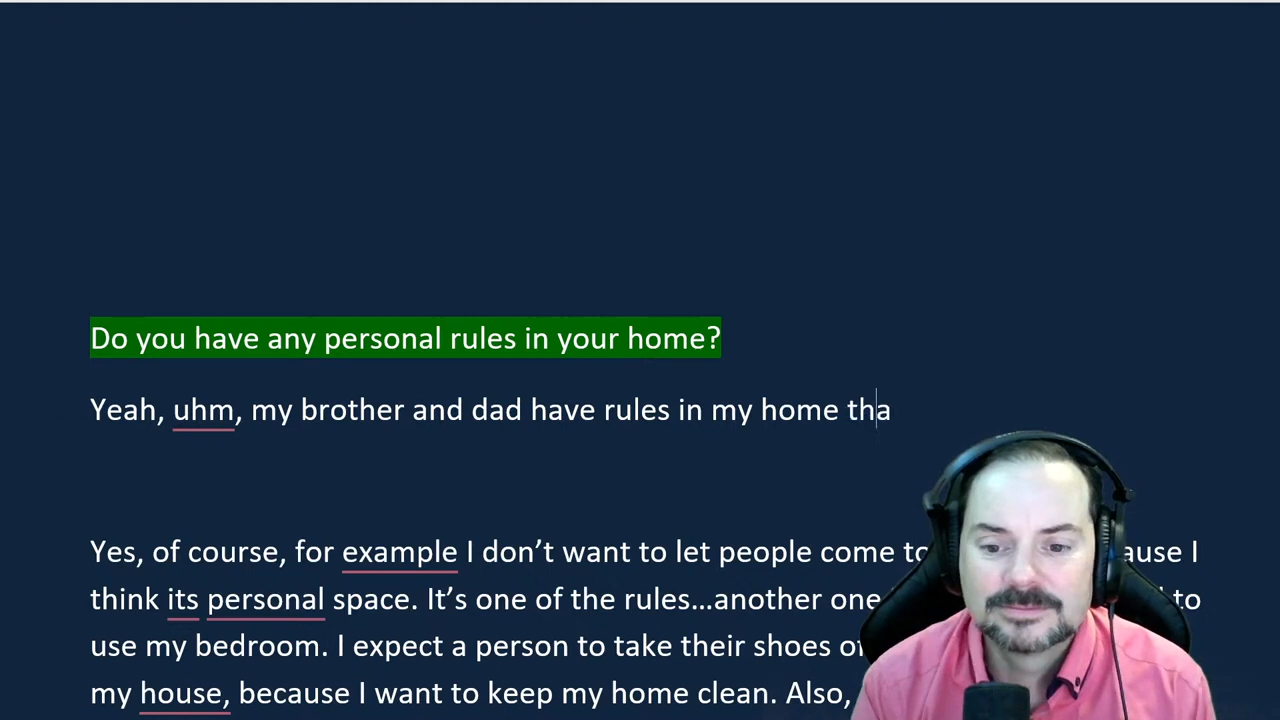 Do you have any personal rules in your home?
Yeah, uhm, my brother and dad have rules in my home tha
Yes, of course, for example I don’t want to let people come to ause I
think its personal space. It’s one of the rules…another one to
use my bedroom. I expect a person to take their shoes of
my house, because I want to keep my home clean. Also,